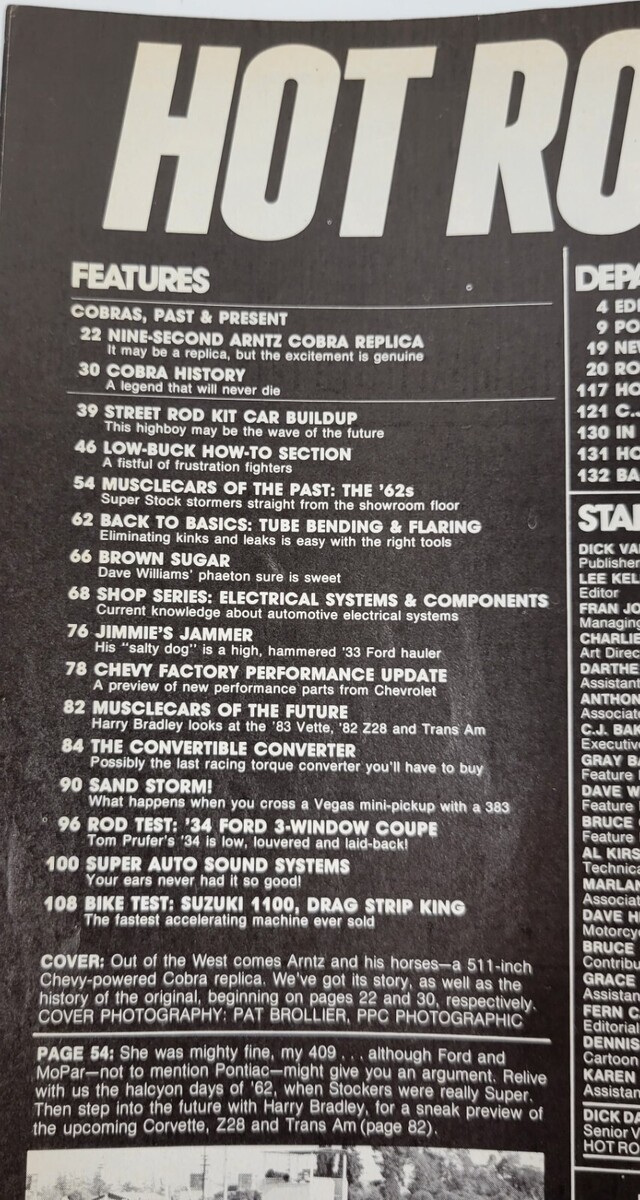 HOT RO
FEATURES
COBRAS, PAST & PRESENT
22 NINE-SECOND ARNTZ COBRA REPLICA
It may be a replica, but the excitement is genuine
30 COBRA HISTORY
A legend that will never die
39 STREET ROD KIT CAR BUILDUP
This highboy may be the wave of the future
46 LOW-BUCK HOW-TO SECTION
A fistful of frustration fighters
54 MUSCLECARS OF THE PAST: THE '62s
Super Stock stormers straight from the showroom floor
62 BACK TO BASICS: TUBE BENDING & FLARING
Eliminating kinks and leaks is easy with the right tools
66 BROWN SUGAR
Dave Williams' phaeton sure is sweet
68 SHOP SERIES: ELECTRICAL SYSTEMS & COMPONENTS
Current knowledge about automotive electrical systems
76 JIMMIE'S JAMMER
His "salty dog" is a high, hammered '33 Ford hauler
78 CHEVY FACTORY PERFORMANCE UPDATE
A preview of new performance parts from Chevrolet
82 MUSCLECARS OF THE FUTURE
Harry Bradley looks at the '83 Vette, '82 Z28 and Trans Am
84 THE CONVERTIBLE CONVERTER
Possibly the last racing torque converter you'll have to buy
90 SAND STORM!
What happens when you cross a Vegas mini-pickup with a 383
96 ROD TEST: '34 FORD 3-WINDOW COUPE
Tom Prufer's '34 is low, louvered and laid-back!
100 SUPER AUTO SOUND SYSTEMS
Your ears never had it so good!
108 BIKE TEST: SUZUKI 1100, DRAG STRIP KING
The fastest accelerating machine ever sold
COVER: Out of the West comes Arntz and his horses—a 511-inch
Chevy-powered Cobra replica. We've got its story, as well as the
history of the original, beginning on pages 22 and 30, respectively.
COVER PHOTOGRAPHY: PAT BROLLIER, PPC PHOTOGRAPHIC
PAGE 54: She was mighty fine, my 409 . . . although Ford and
MoPar—not to mention Pontiac—might give you an argument. Relive
with us the halcyon days of '62, when Stockers were really Super.
Then step into the future with Harry Bradley, for a sneak preview of
the upcoming Corvette, Z28 and Trans Am (page 82).
DEPA
4 EDI
9 PO
19 NEW
20 RO
117 HO
121 C.
130 IN
131 HO
132 BA
STAF
DICK VA
Publisher
LEE KEL
Editor
FRAN JO
Managing
CHARLIE
Art Direc
DARTHE
Assistant
ANTHON
Associate
C.J. BAK
Executive
GRAY BA
Feature
DAVE W
Feature
BRUCE
Feature
AL KIRS
Technica
MARLAN
Associat
DAVE H
Motorcy
BRUCE
Contribu
GRACE
Assistan
FERN C
Editorial
DENNIS
Cartoon
KAREN
Assistan
DICK DA
Senior V
HOT RO